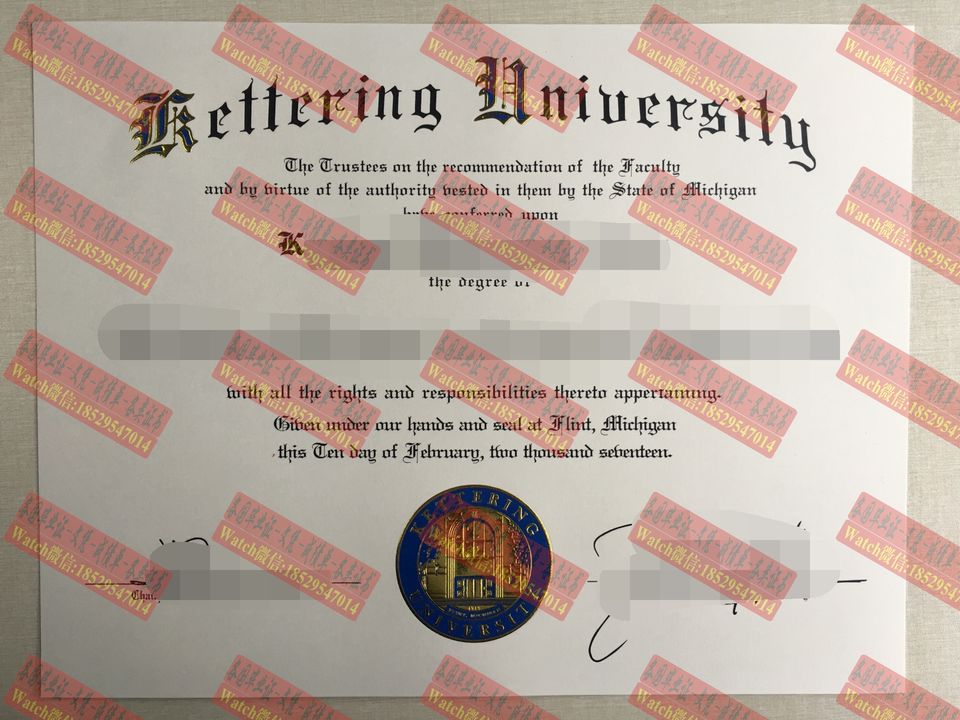 Kettering University
The Trustees on the recommendation of the Faculty
and by virtue of the authority vested in them by the State of Michigan
have conferred upon
K
the degree of
with all the rights and responsibilities thereto appertaining.
Given under our hands and seal at Flint, Michigan
this Ten day of February, two thousand seventeen.
KETTERING
UNIVERSITY
Watch微信:18529547014